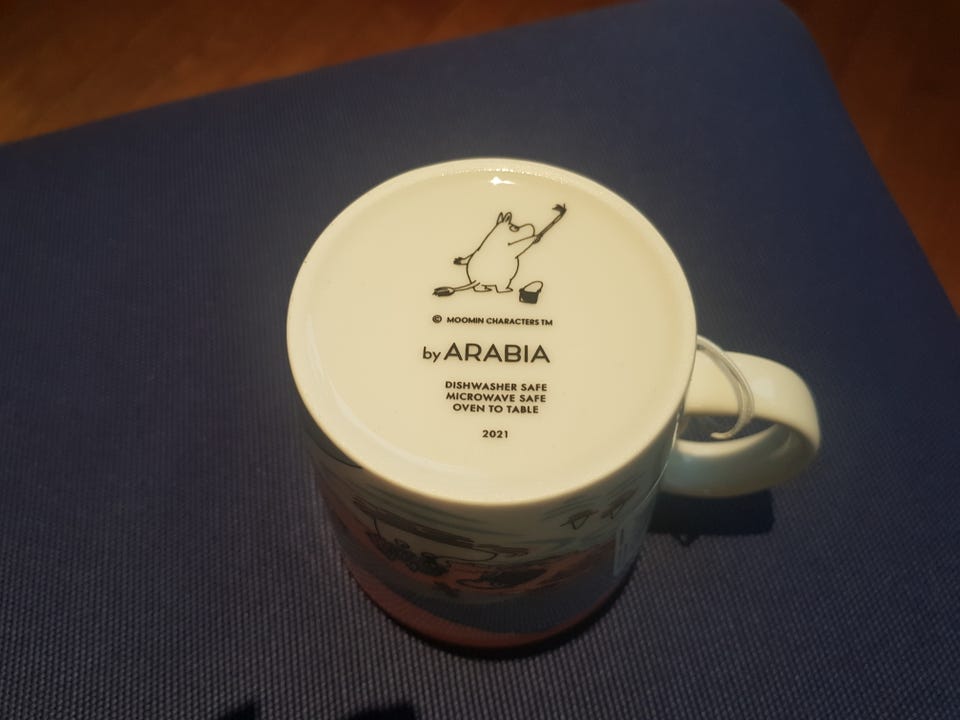 © MOOMIN CHARACTERS TM
by ARABIA
DISHWASHER SAFE
MICROWAVE SAFE
OVEN TO TABLE
2021